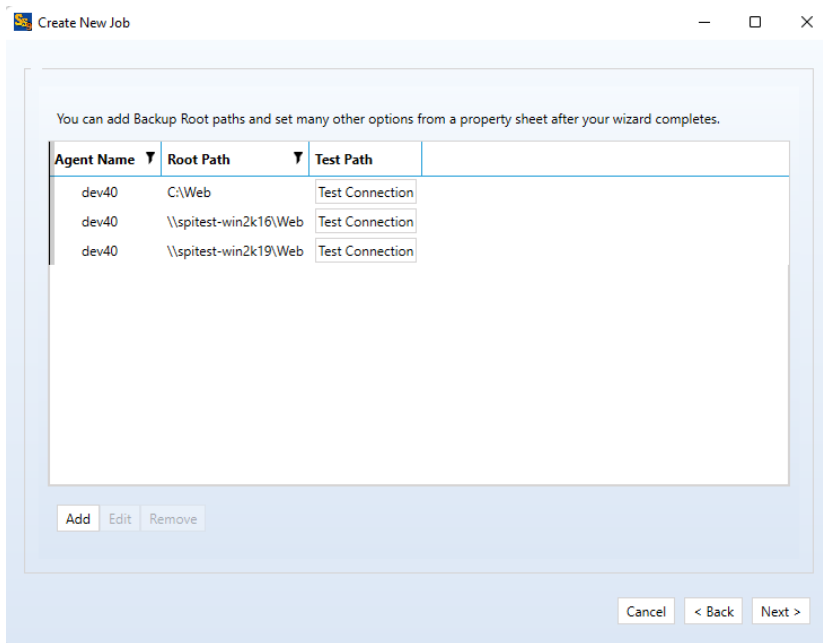 Create New Job
You can add Backup Root paths and set many other options from a property sheet after your wizard completes.
Agent Name Root Path Test Path
dev40 C:\Web Test Connection
dev40 \\spitest-win2k16\Web Test Connection
dev40 \\spitest-win2k19\Web Test Connection
Add Edit Remove
Cancel < Back Next >